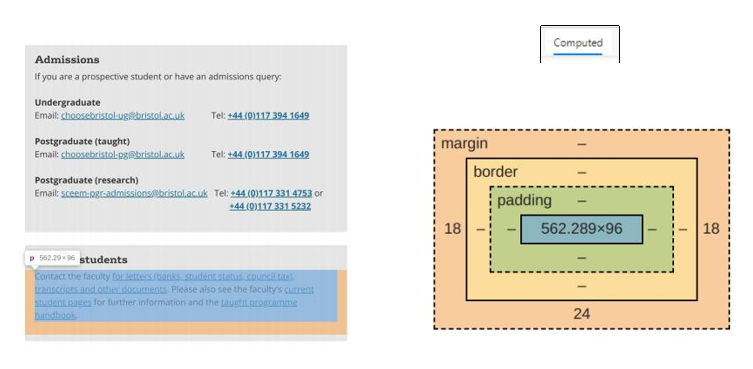 Admissions
If you are a prospective student or have an admissions query:
Undergraduate
Email: choosebristol-ug@bristol.ac.uk Tel: +44 (0)117 394 1649
Postgraduate (taught)
Email: choosebristol-pg@bristol.ac.uk Tel: +44 (0)117 394 1649
Postgraduate (research)
Email: sceem-pgr-admissions@bristol.ac.uk Tel: +44 (0)117 331 4753 or
+44 (0)117 331 5232
students
p 562.29 × 96
Contact the faculty for letters (banks, student status, council tax),
transcripts and other documents. Please also see the faculty's current
student pages for further information and the taught programme
handbook.
Computed
margin –
border –
padding –
18 – – 562.289×96 – – 18
–
–
24